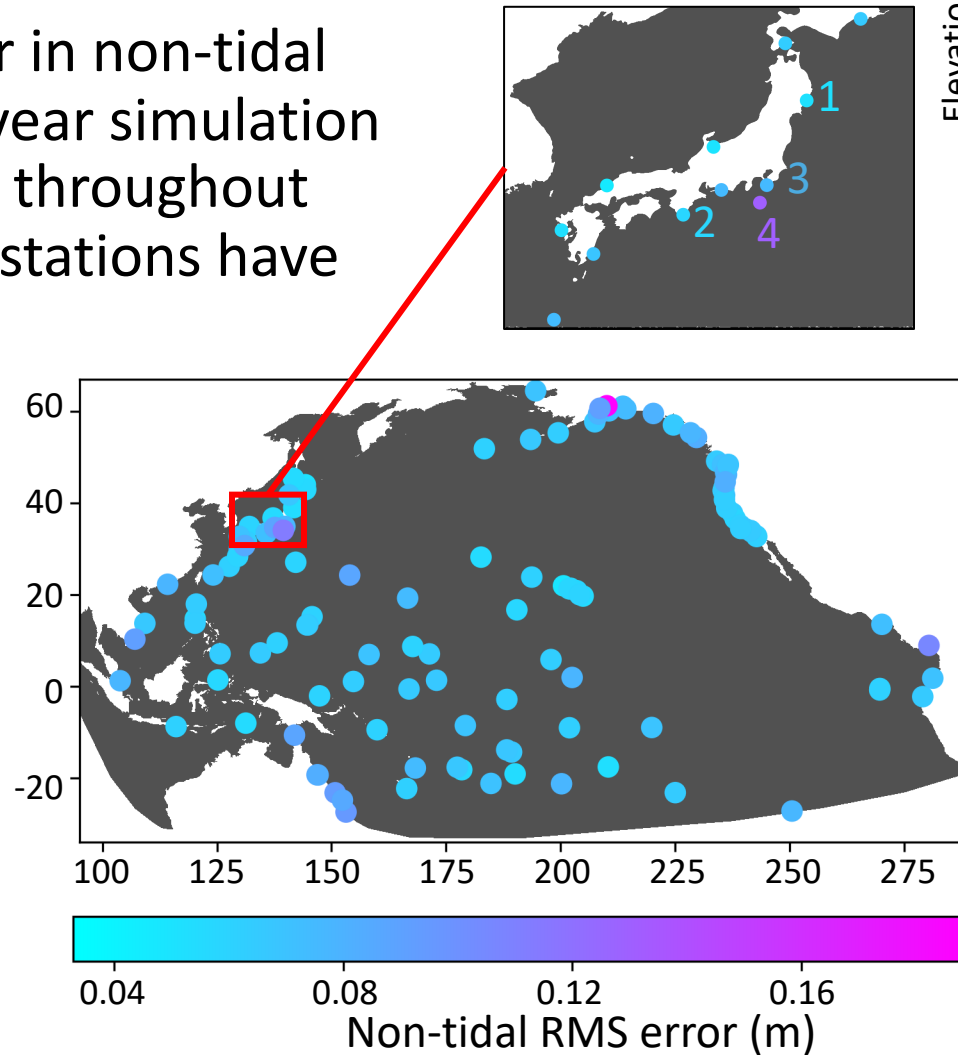 r in non-tidal
year simulation
throughout
stations have
Elevatio
1
3
2
4
60
40
20
0
-20
100 125 150 175 200 225 250 275
0.04 0.08 0.12 0.16
Non-tidal RMS error (m)